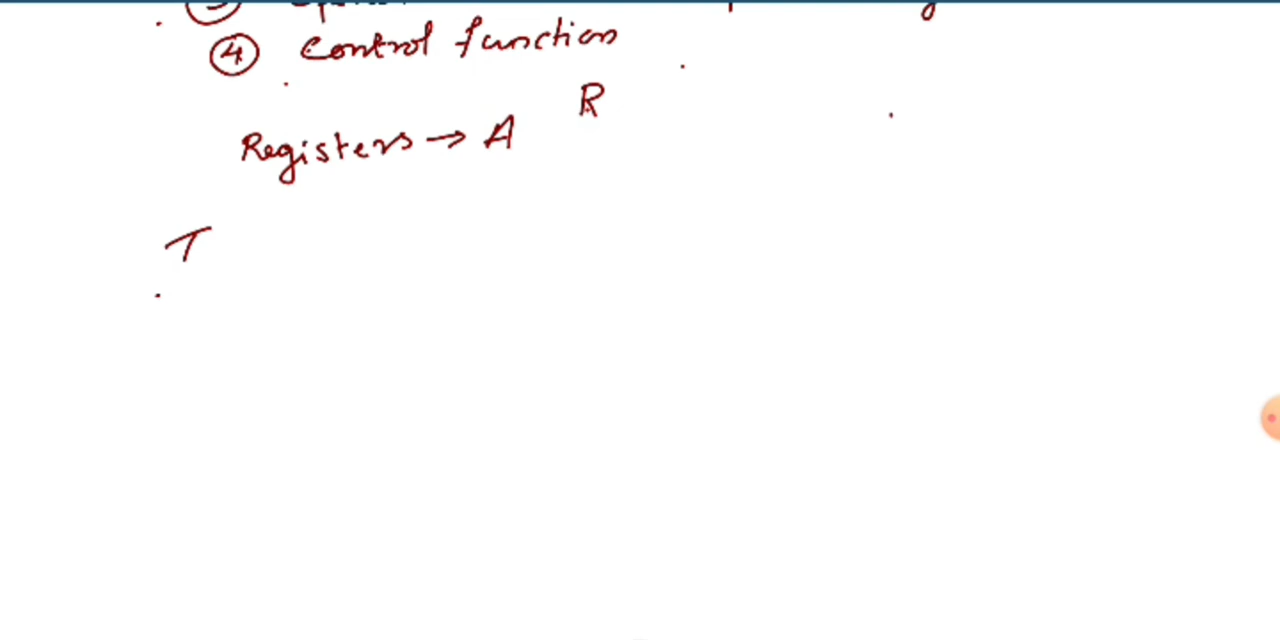 ④ Control function
R
Registers → A
T